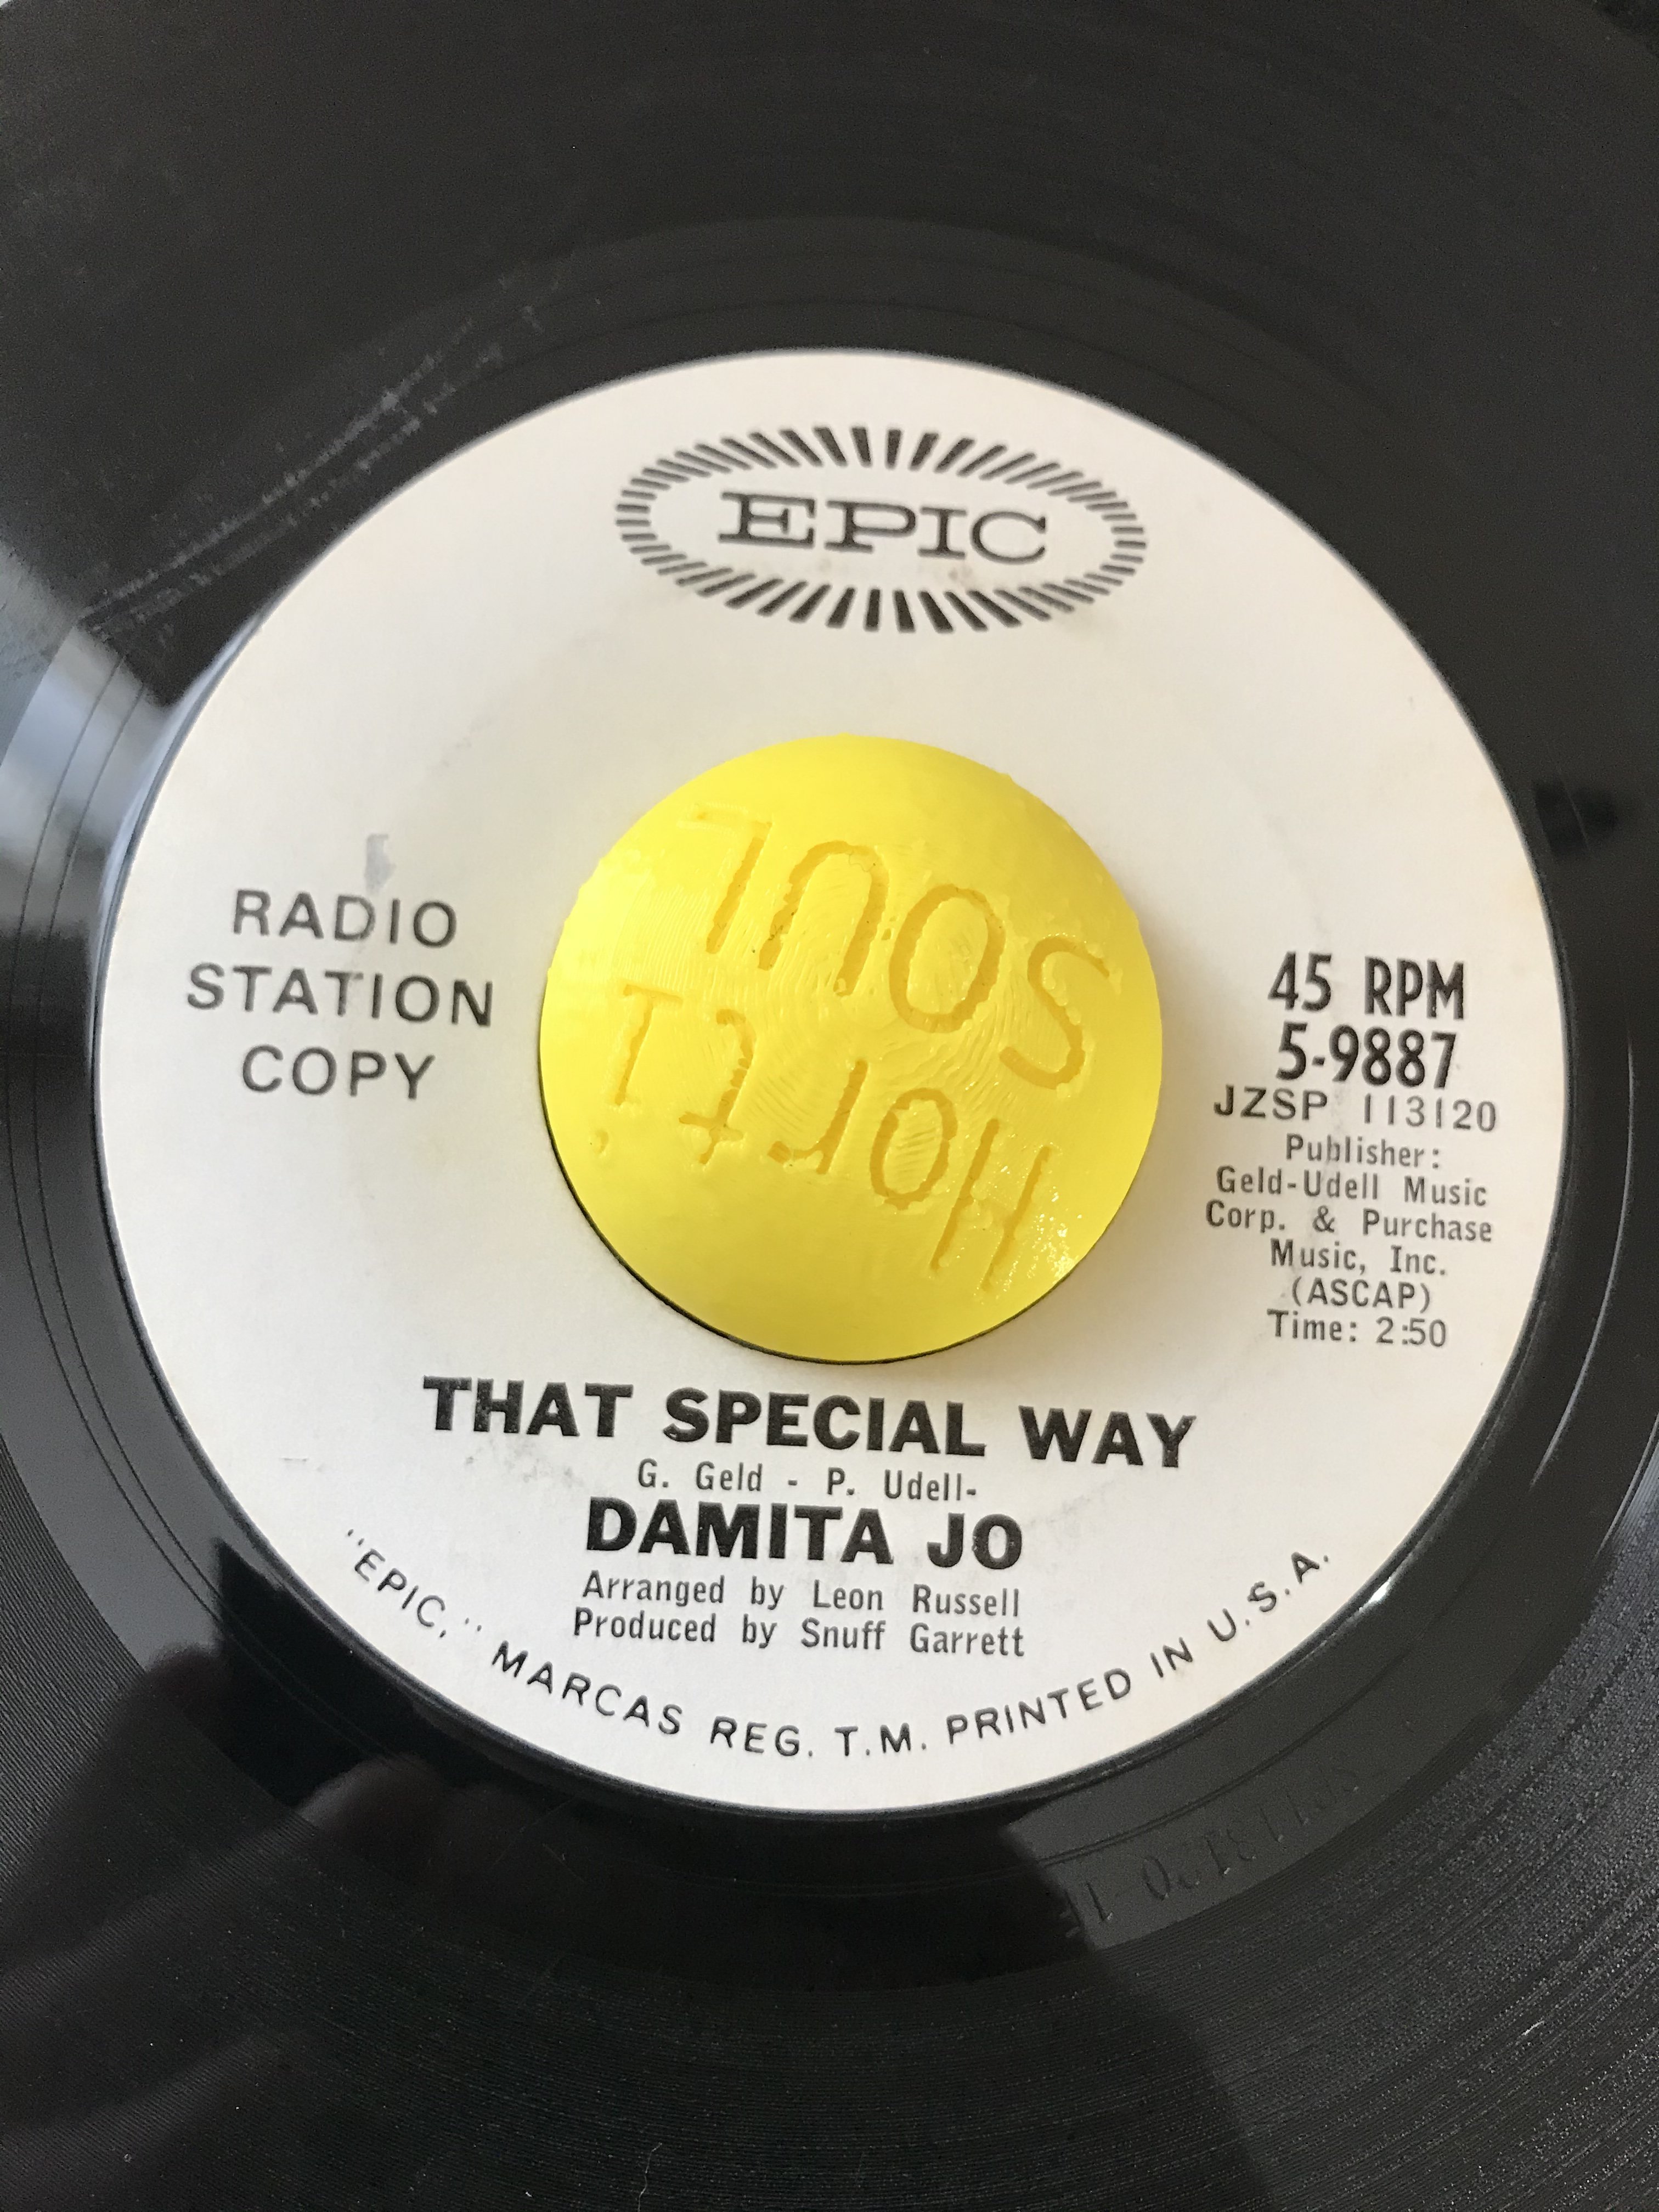 EPIC
SOUL
RADIO
STATION
COPY
45 RPM
5-9887
JZSP 113120
Publisher:
Geld-Udell Music
Corp. & Purchase
Music, Inc.
(ASCAP)
Time: 2:50
THAT SPECIAL WAY
G. Geld - P. Udell-
DAMITA JO
Arranged by Leon Russell
Produced by Snuff Garrett
"EPIC," MARCAS REG. T.M. PRINTED IN U.S.A.